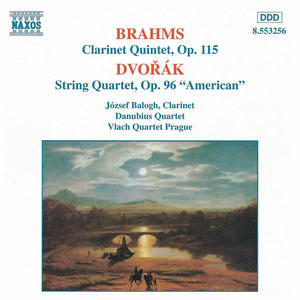 NAXOS
DDD
8.553256
BRAHMS
Clarinet Quintet, Op. 115
DVOŘÁK
String Quartet, Op. 96 “American”
József Balogh, Clarinet
Danubius Quartet
Vlach Quartet Prague